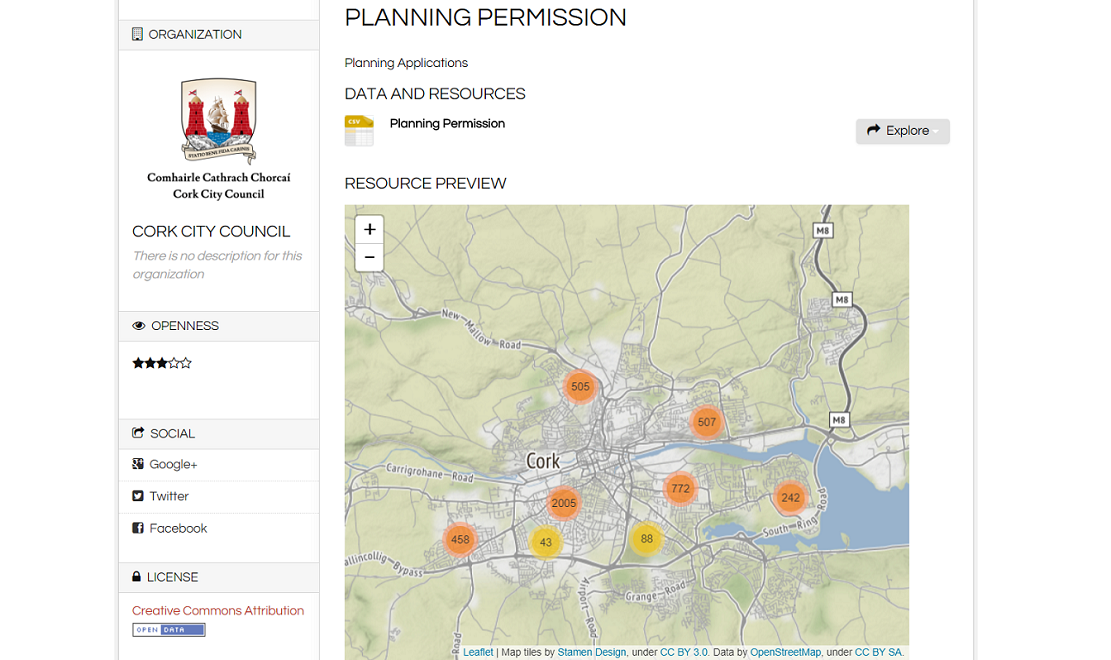 ORGANIZATION
STATIO BENE FIDA CARINIS
Comhairle Cathrach Chorcaí
Cork City Council
CORK CITY COUNCIL
There is no description for this
organization
OPENNESS
SOCIAL
Google+
Twitter
Facebook
LICENSE
Creative Commons Attribution
OPEN DATA
PLANNING PERMISSION
Planning Applications
DATA AND RESOURCES
CSV
Planning Permission
Explore
RESOURCE PREVIEW
+
−
M8
M8
New-Mallow-Road
505
507
M8
Cork
Carrigrohane-Road
772
242
2005
South-Ring Road
458
43
88
allincollig-Bypass
Grange-Road
Airport-Road
Road
Leaflet | Map tiles by Stamen Design, under CC BY 3.0. Data by OpenStreetMap, under CC BY SA.